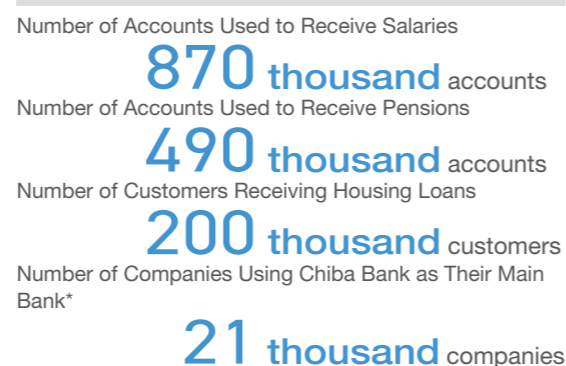 Number of Accounts Used to Receive Salaries
870 thousand accounts
Number of Accounts Used to Receive Pensions
490 thousand accounts
Number of Customers Receiving Housing Loans
200 thousand customers
Number of Companies Using Chiba Bank as Their Main
Bank*
21 thousand companies